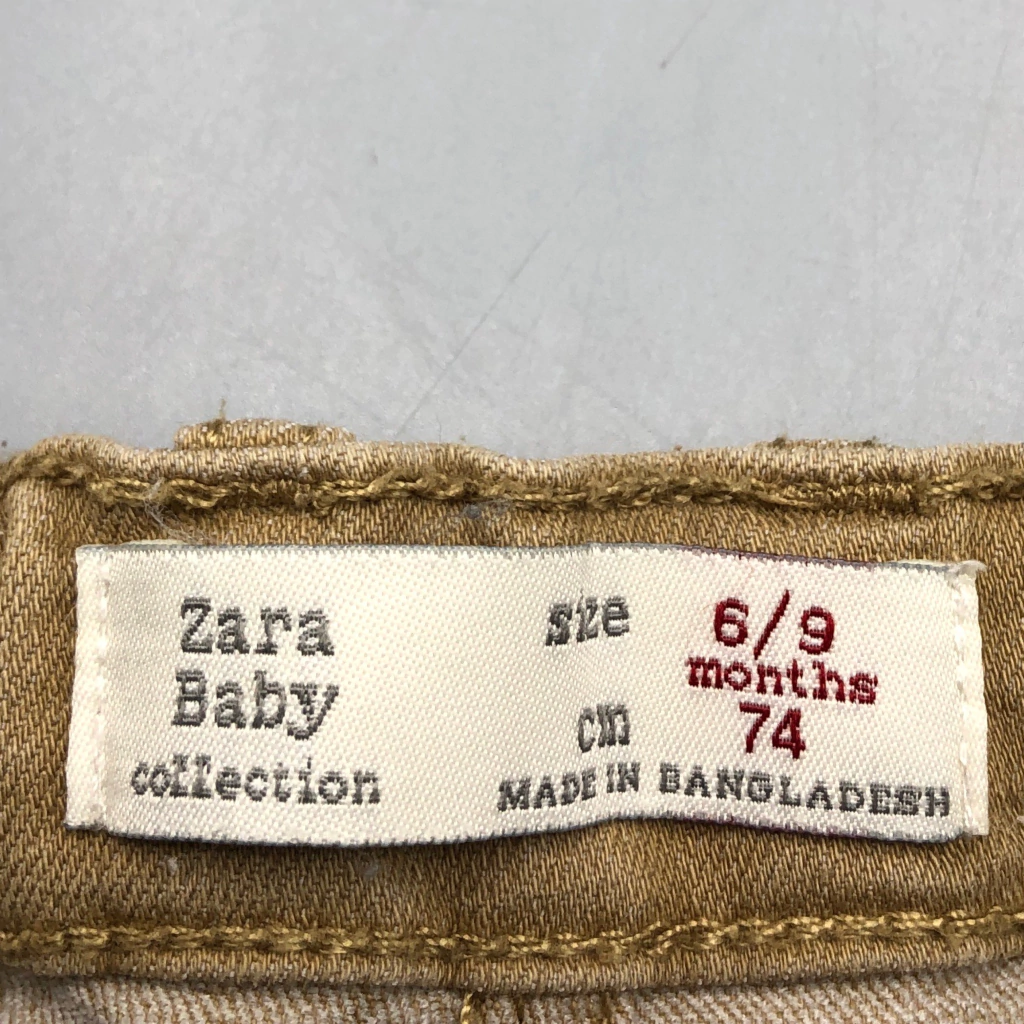 Zara
Baby
collection
size 6/9
months
cm 74
MADE IN BANGLADESH